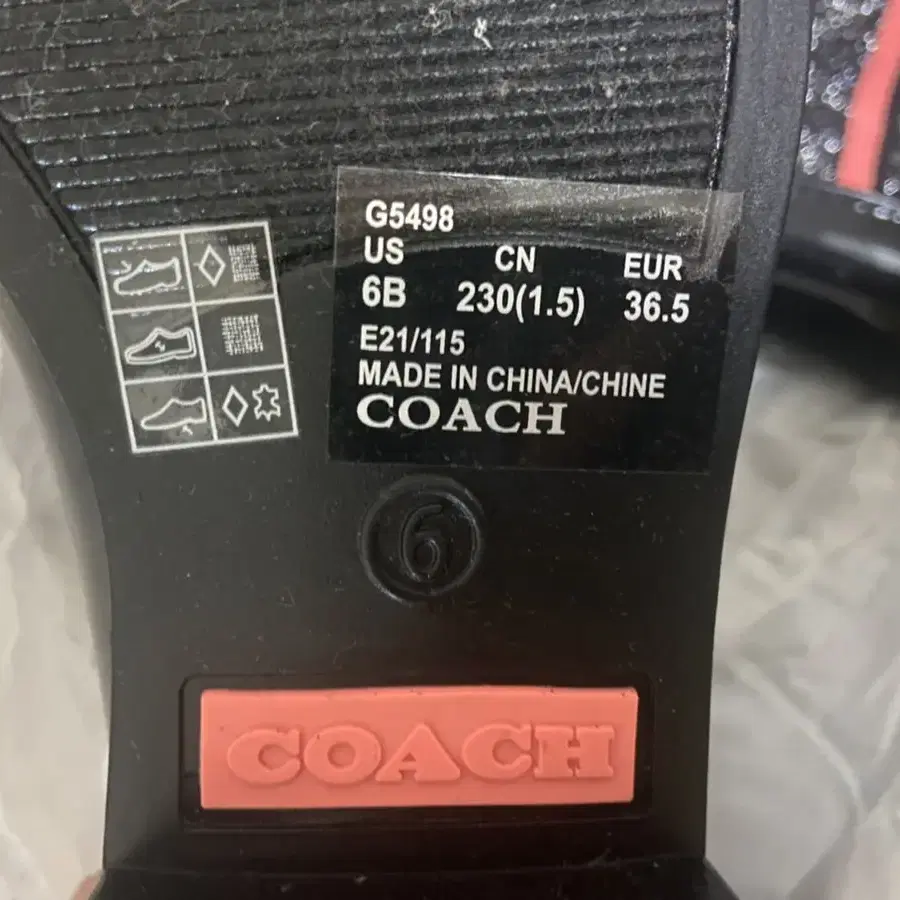 G5498
US CN EUR
6B 230(1.5) 36.5
E21/115
MADE IN CHINA/CHINE
COACH
6
COACH